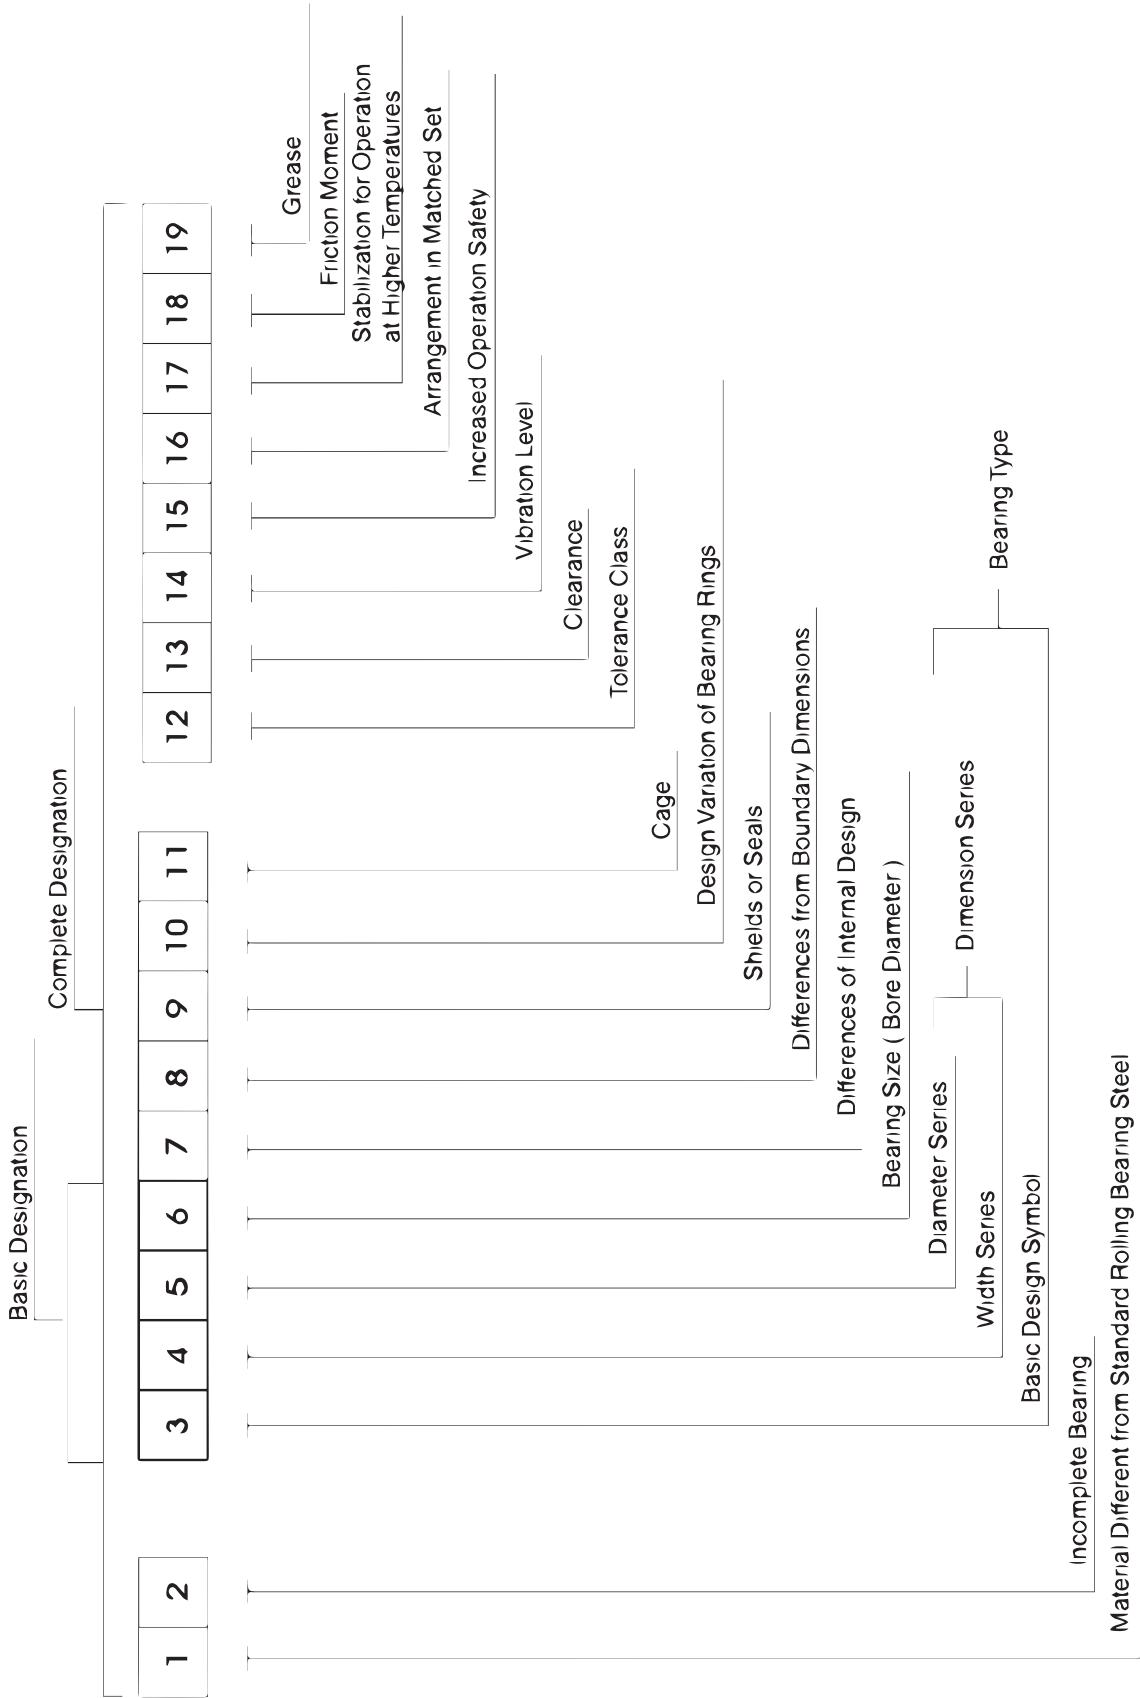 Basic Designation
Complete Designation
1 2 3 4 5 6 7 8 9 10 11 12 13 14 15 16 17 18 19
Grease
Friction Moment
Stabilization for Operation
at Higher Temperatures
Arrangement in Matched Set
Increased Operation Safety
Vibration Level
Clearance
Tolerance Class
Cage
Design Variation of Bearing Rings
Shields or Seals
Differences from Boundary Dimensions
Differences of Internal Design
Bearing Size ( Bore Diameter )
Diameter Series
Dimension Series
Width Series
Bearing Type
Basic Design Symbol
Incomplete Bearing
Material Different from Standard Rolling Bearing Steel